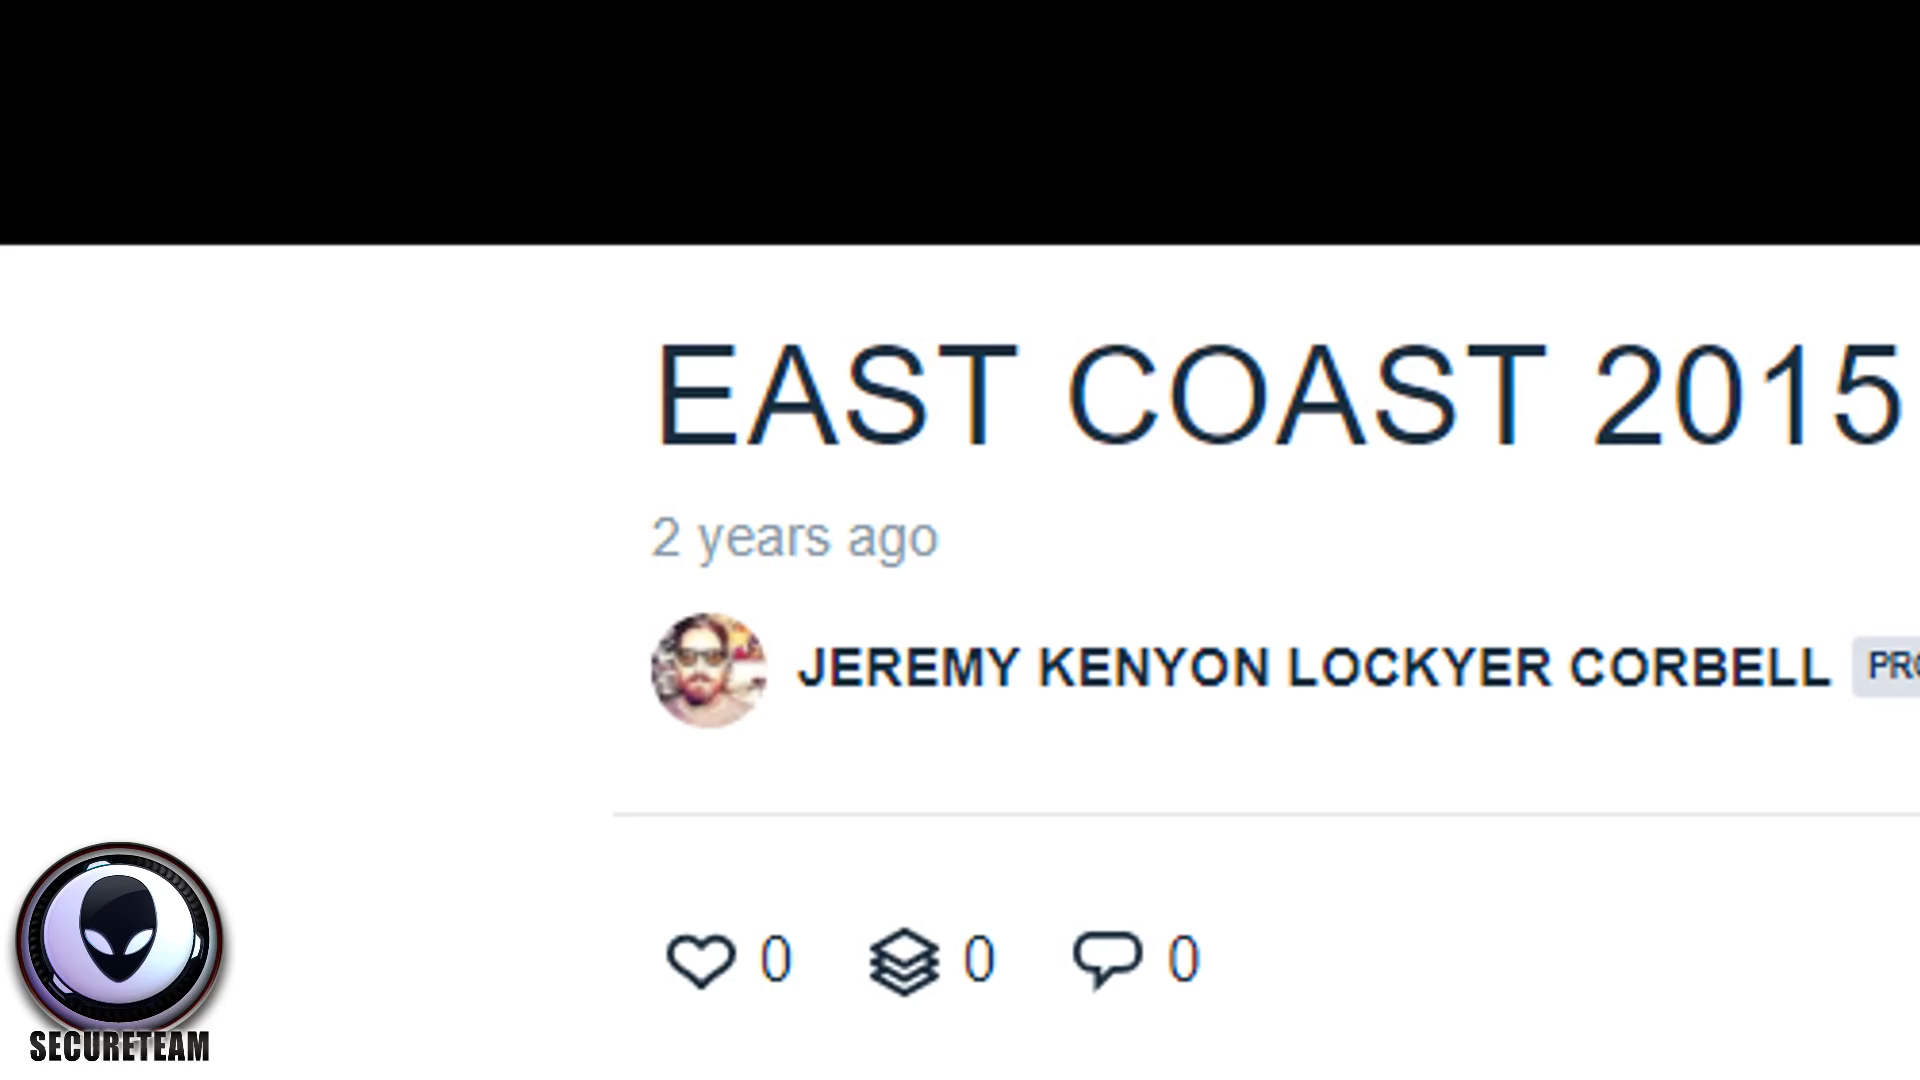 EAST COAST 2015
2 years ago
JEREMY KENYON LOCKYER CORBELL
0 0 0
SECURETEAM